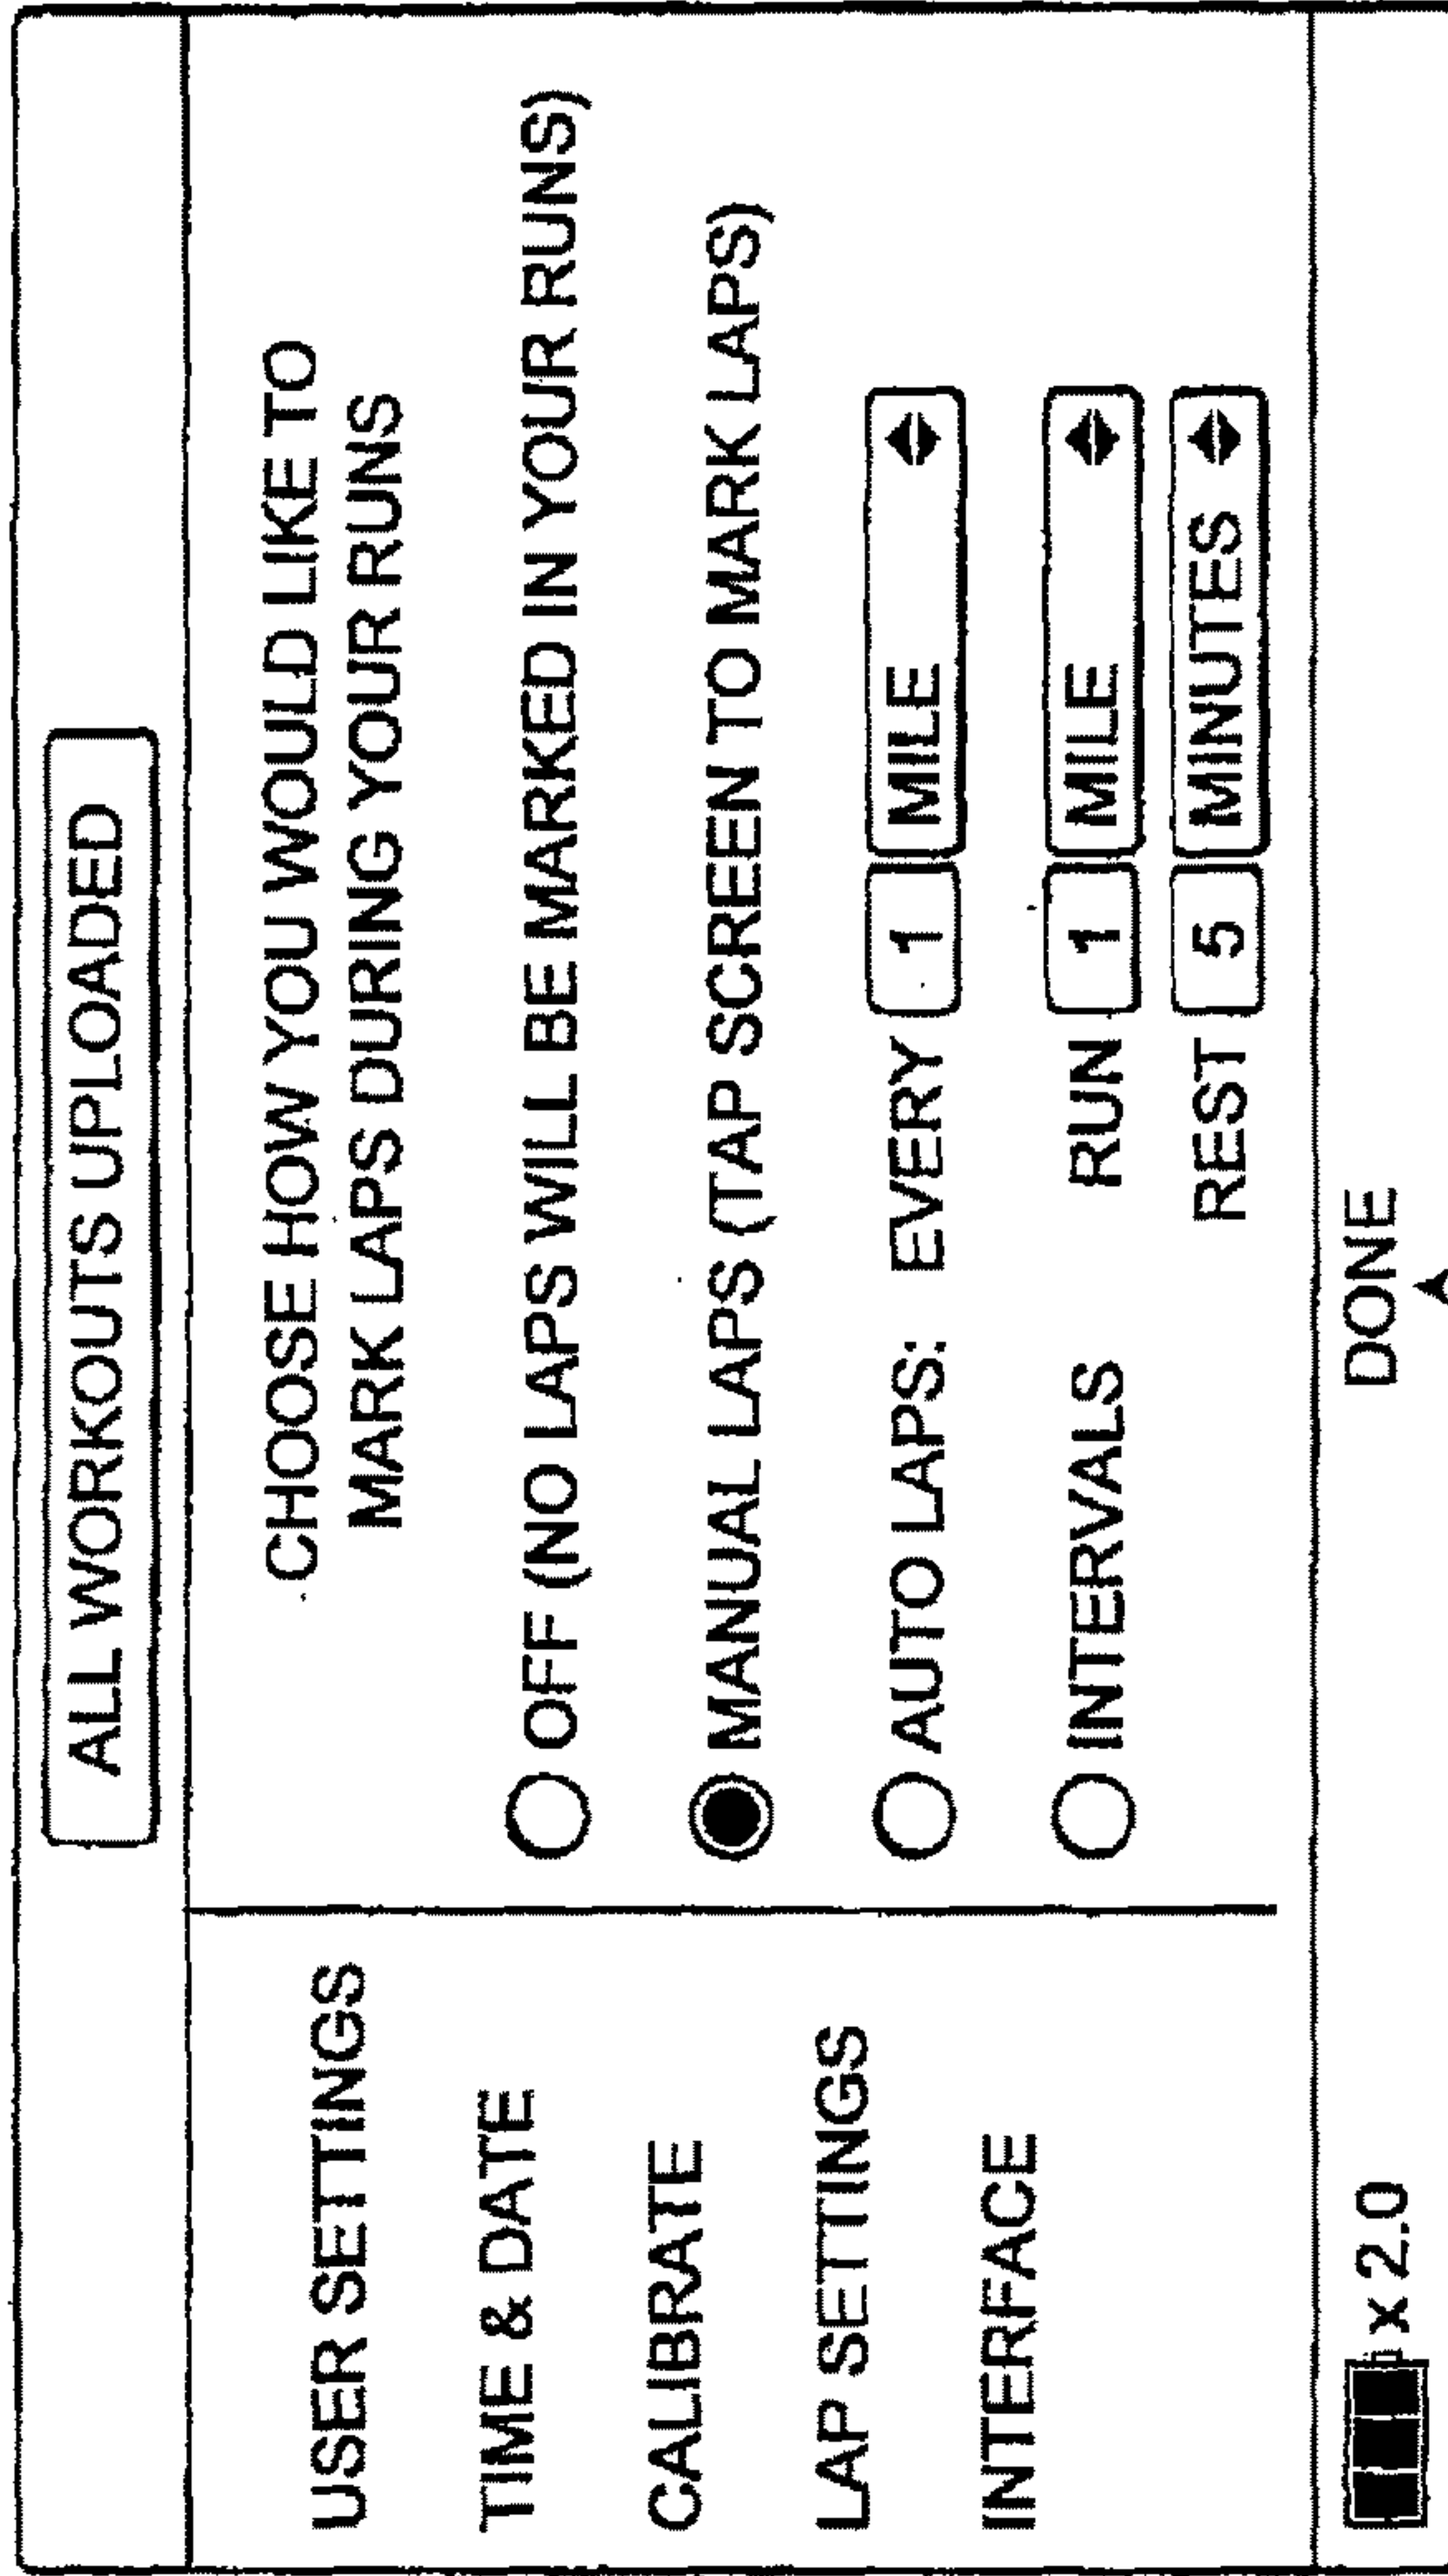 ALL WORKOUTS UPLOADED
USER SETTINGS
TIME & DATE
CALIBRATE
LAP SETTINGS
INTERFACE
CHOOSE HOW YOU WOULD LIKE TO
MARK LAPS DURING YOUR RUNS
OFF (NO LAPS WILL BE MARKED IN YOUR RUNS)
MANUAL LAPS (TAP SCREEN TO MARK LAPS)
AUTO LAPS: EVERY 1 MILE
INTERVALS RUN 1 MILE
REST 5 MINUTES
x 2.0 DONE